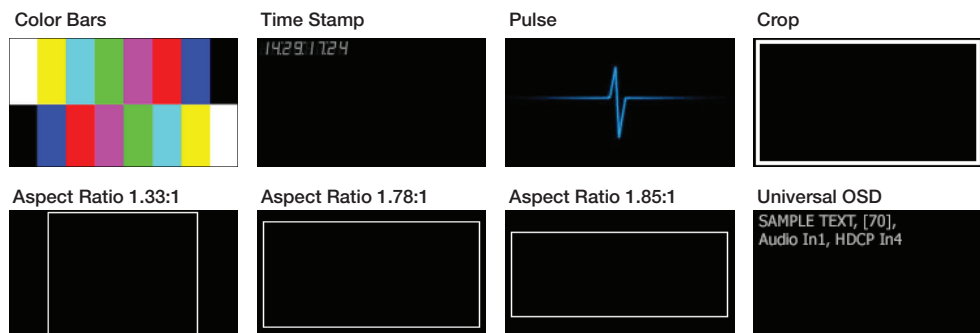 Color Bars
Time Stamp
Pulse
Crop
14:29:17:24
Aspect Ratio 1.33:1
Aspect Ratio 1.78:1
Aspect Ratio 1.85:1
Universal OSD
SAMPLE TEXT, [70],
Audio In1, HDCP In4